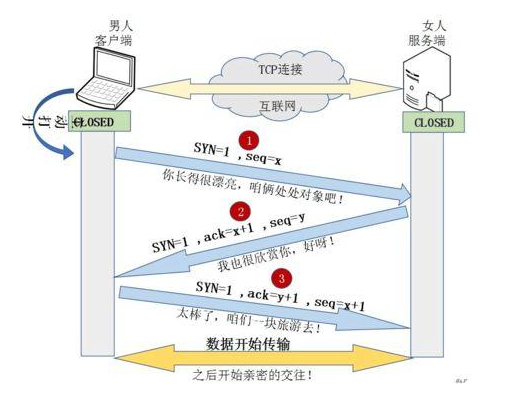 男人
客户端
女人
服务端
TCP连接
互联网
主动打开
CLOSED
CLOSED
1
SYN=1 ,seq=x
你长得很漂亮，咱俩处处对象吧！
2
SYN=1 ,ack=x+1 ,seq=y
我也很欣赏你，好呀！
3
SYN=1 ,ack=y+1 ,seq=x+1
太棒了，咱们一块旅游去！
数据开始传输
之后开始亲密的交往！